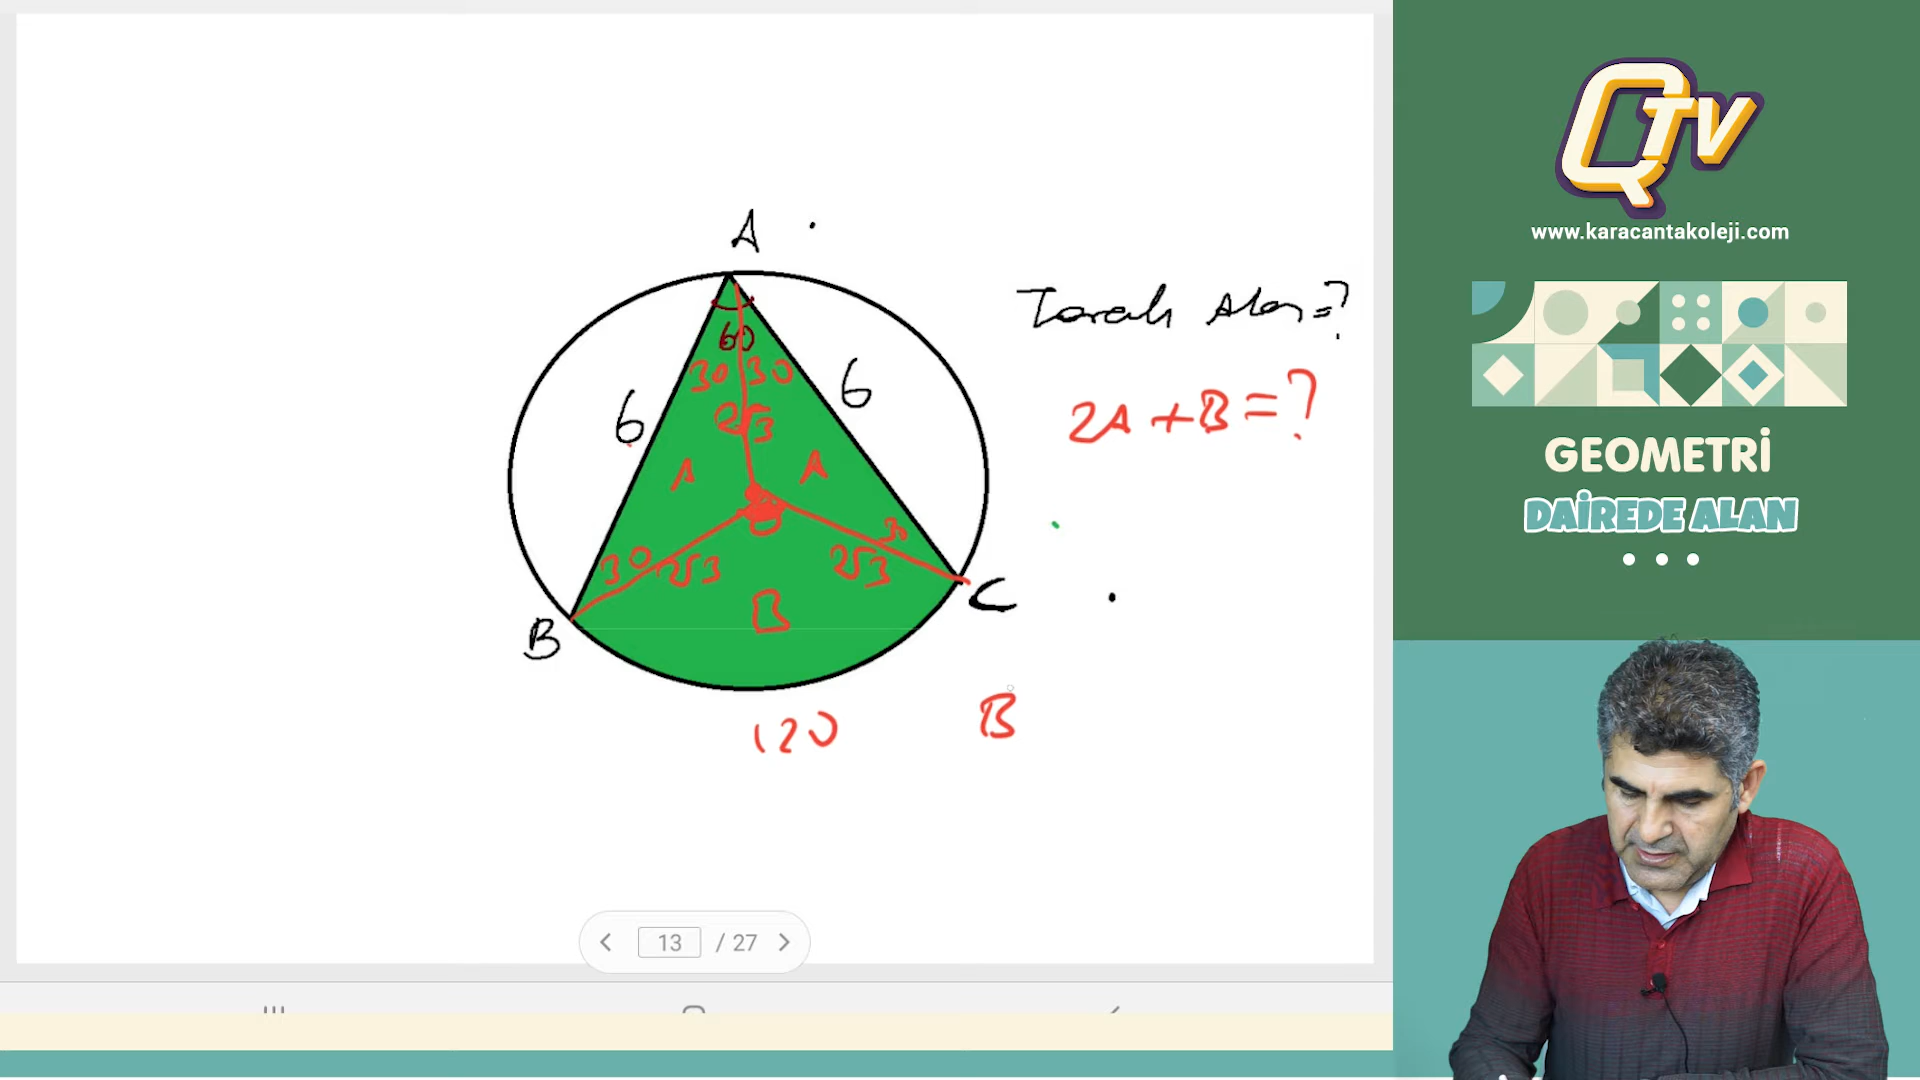 A
Taralı Alan=?
60
30 30
6
6
2√3
2A+B=?
A
A
30
30
2√3
2√3
B
C
B
120
B
13 / 27
QTV
www.karacantakoleji.com
GEOMETRİ
DAİREDE ALAN